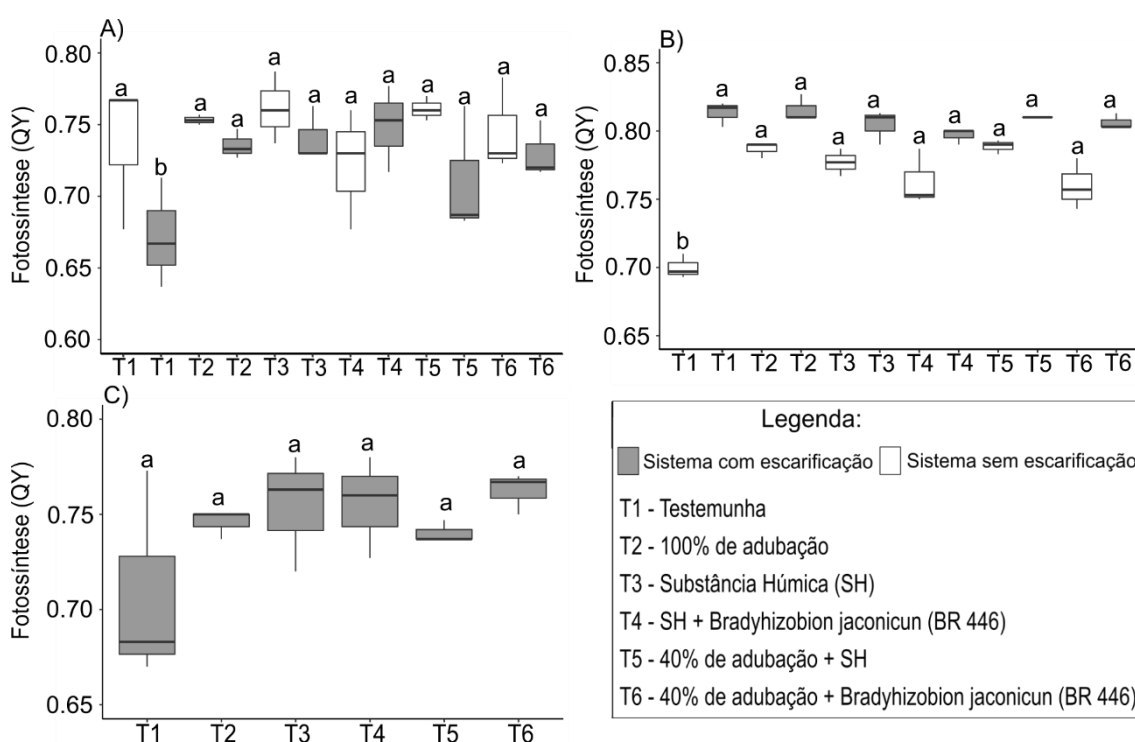 A)
Fotossíntese (QY)
0.80
0.75
0.70
0.65
0.60
a b a a a a a a a a a a
T1 T1 T2 T2 T3 T3 T4 T4 T5 T5 T6 T6
B)
Fotossíntese (QY)
0.85
0.80
0.75
0.70
0.65
b a a a a a a a a a a a
T1 T1 T2 T2 T3 T3 T4 T4 T5 T5 T6 T6
C)
Fotossíntese (QY)
0.80
0.75
0.70
0.65
a a a a a a
T1 T2 T3 T4 T5 T6
Legenda:
Sistema com escarificação Sistema sem escarificação
T1 - Testemunha
T2 - 100% de adubação
T3 - Substância Húmica (SH)
T4 - SH + Bradyhizobion jaconicun (BR 446)
T5 - 40% de adubação + SH
T6 - 40% de adubação + Bradyhizobion jaconicun (BR 446)